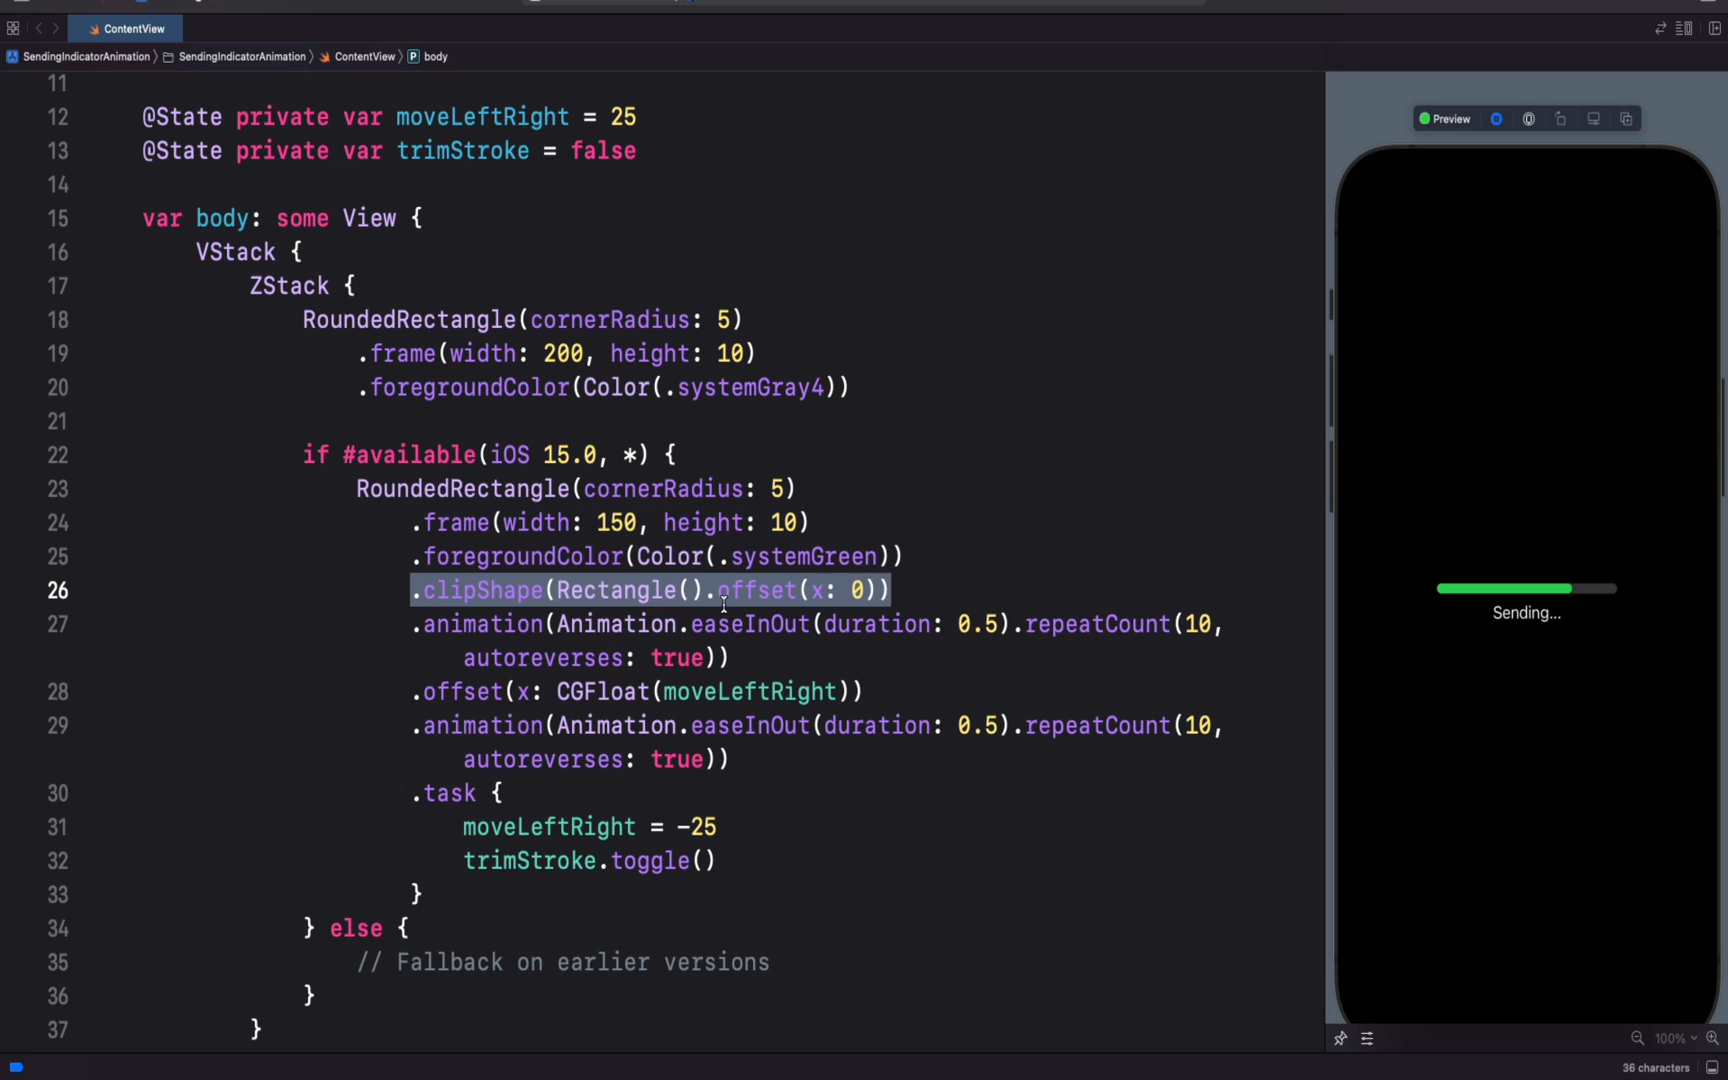 ContentView
SendingIndicatorAnimation SendingIndicatorAnimation ContentView P body
11
12 @State private var moveLeftRight = 25
13 @State private var trimStroke = false
14
15 var body: some View {
16 VStack {
17 ZStack {
18 RoundedRectangle(cornerRadius: 5)
19 .frame(width: 200, height: 10)
20 .foregroundColor(Color(.systemGray4))
21
22 if #available(iOS 15.0, *) {
23 RoundedRectangle(cornerRadius: 5)
24 .frame(width: 150, height: 10)
25 .foregroundColor(Color(.systemGreen))
26 .clipShape(Rectangle().offset(x: 0))
27 .animation(Animation.easeInOut(duration: 0.5).repeatCount(10,
autoreverses: true))
28 .offset(x: CGFloat(moveLeftRight))
29 .animation(Animation.easeInOut(duration: 0.5).repeatCount(10,
autoreverses: true))
30 .task {
31 moveLeftRight = -25
32 trimStroke.toggle()
33 }
34 } else {
35 // Fallback on earlier versions
36 }
37 }
Preview
Sending...
100%
36 characters